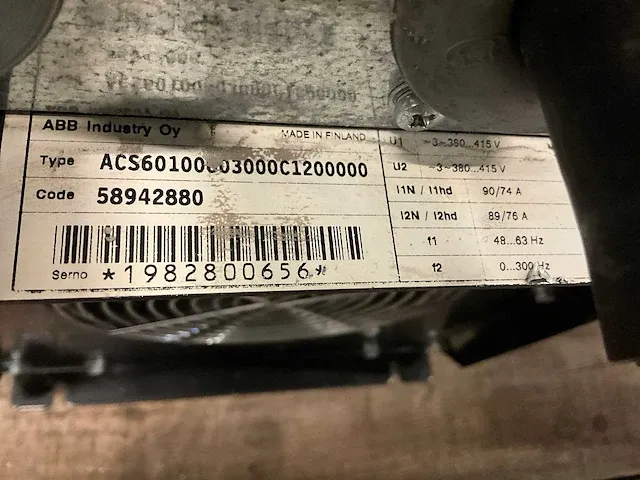 ABB Industry Oy
MADE IN FINLAND
Type
Code 58942880
Serno *1982800656*
U1 ~3~380...415 V
U2 ~3~380...415 V
I1N / I1hd 90/74 A
I2N / I2hd 89/76 A
f1 48...63 Hz
f2 0...300 Hz